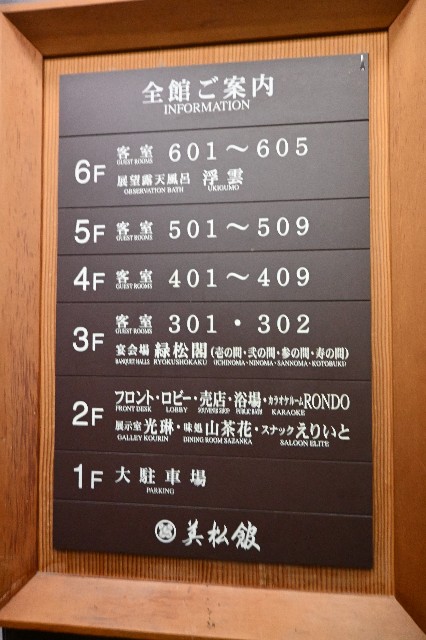 全館ご案内
INFORMATION
6F 客室 601～605
GUEST ROOMS
展望露天風呂 浮雲
OBSERVATION BATH UKIGUMO
5F 客室 501～509
GUEST ROOMS
4F 客室 401～409
GUEST ROOMS
3F 客室 301・302
GUEST ROOMS
宴会場 緑松閣(壱の間・弐の間・参の間・寿の間)
BANQUET HALLS RYOKUSHOKAKU (ICHINOMA・NINOMA・SANNOMA・KOTOBUKI)
2F フロント・ロビー・売店・浴場・カラオケルームRONDO
FRONT DESK LOBBY SOUVENIR SHOP PUBLIC BATH KARAOKE
展示室光琳・味処山茶花・スナックえりいと
GALLEY KOURIN DINING ROOM SAZANKA SALOON ELITE
1F 大駐車場
PARKING
美松館